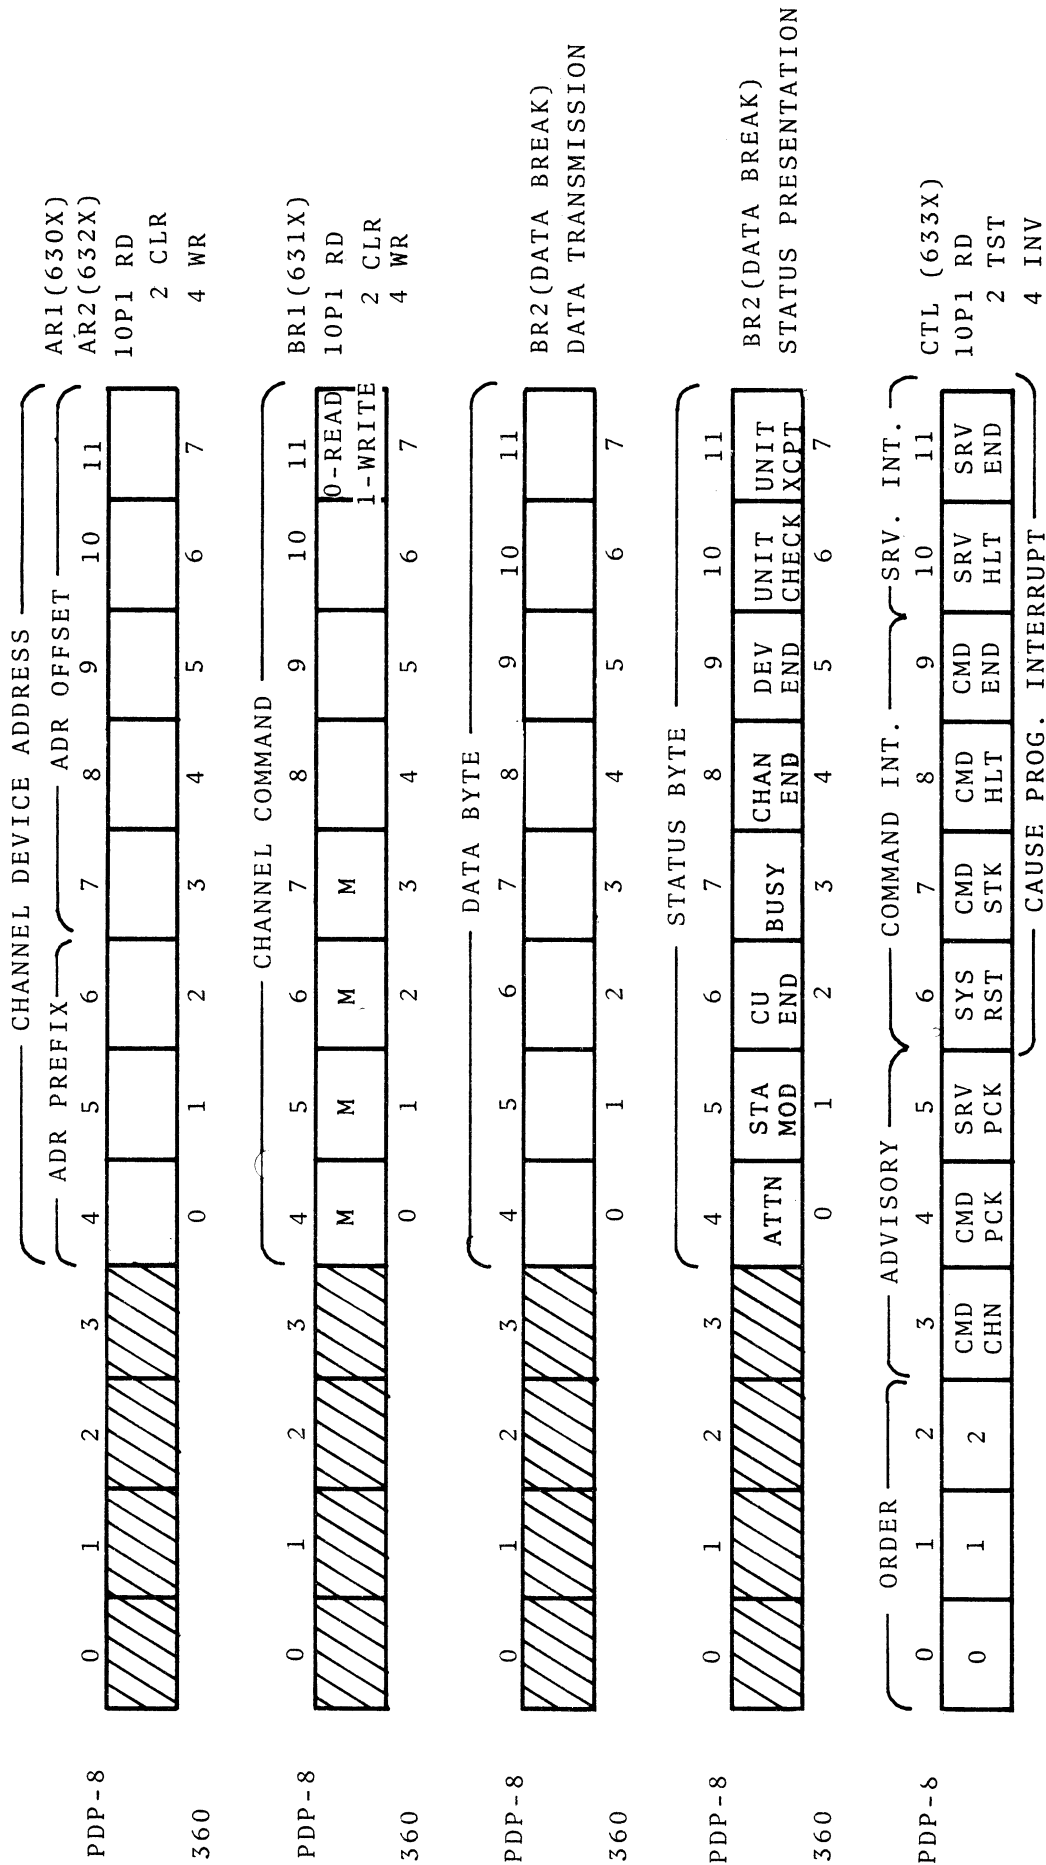 CHANNEL DEVICE ADDRESS
ADR PREFIX ADR OFFSET
PDP-8 0 1 2 3 4 5 6 7 8 9 10 11
360 0 1 2 3 4 5 6 7
AR1(630X)
AR2(632X)
IOP1 RD
2 CLR
4 WR
CHANNEL COMMAND
PDP-8 0 1 2 3 4 5 6 7 8 9 10 11
M M M M 0-READ
1-WRITE
360 0 1 2 3 4 5 6 7
BR1(631X)
IOP1 RD
2 CLR
4 WR
DATA BYTE
PDP-8 0 1 2 3 4 5 6 7 8 9 10 11
360 0 1 2 3 4 5 6 7
BR2(DATA BREAK)
DATA TRANSMISSION
STATUS BYTE
PDP-8 0 1 2 3 4 5 6 7 8 9 10 11
ATTN STA CU BUSY CHAN DEV UNIT UNIT
MOD END END END CHECK XCPT
360 0 1 2 3 4 5 6 7
BR2(DATA BREAK)
STATUS PRESENTATION
ORDER ADVISORY COMMAND INT. SRV. INT.
PDP-8 0 1 2 3 4 5 6 7 8 9 10 11
0 1 2 CMD CMD SRV SYS CMD CMD CMD SRV SRV
CHN PCK PCK RST STK HLT END HLT END
CAUSE PROG. INTERRUPT
CTL (633X)
IOP1 RD
2 TST
4 INV